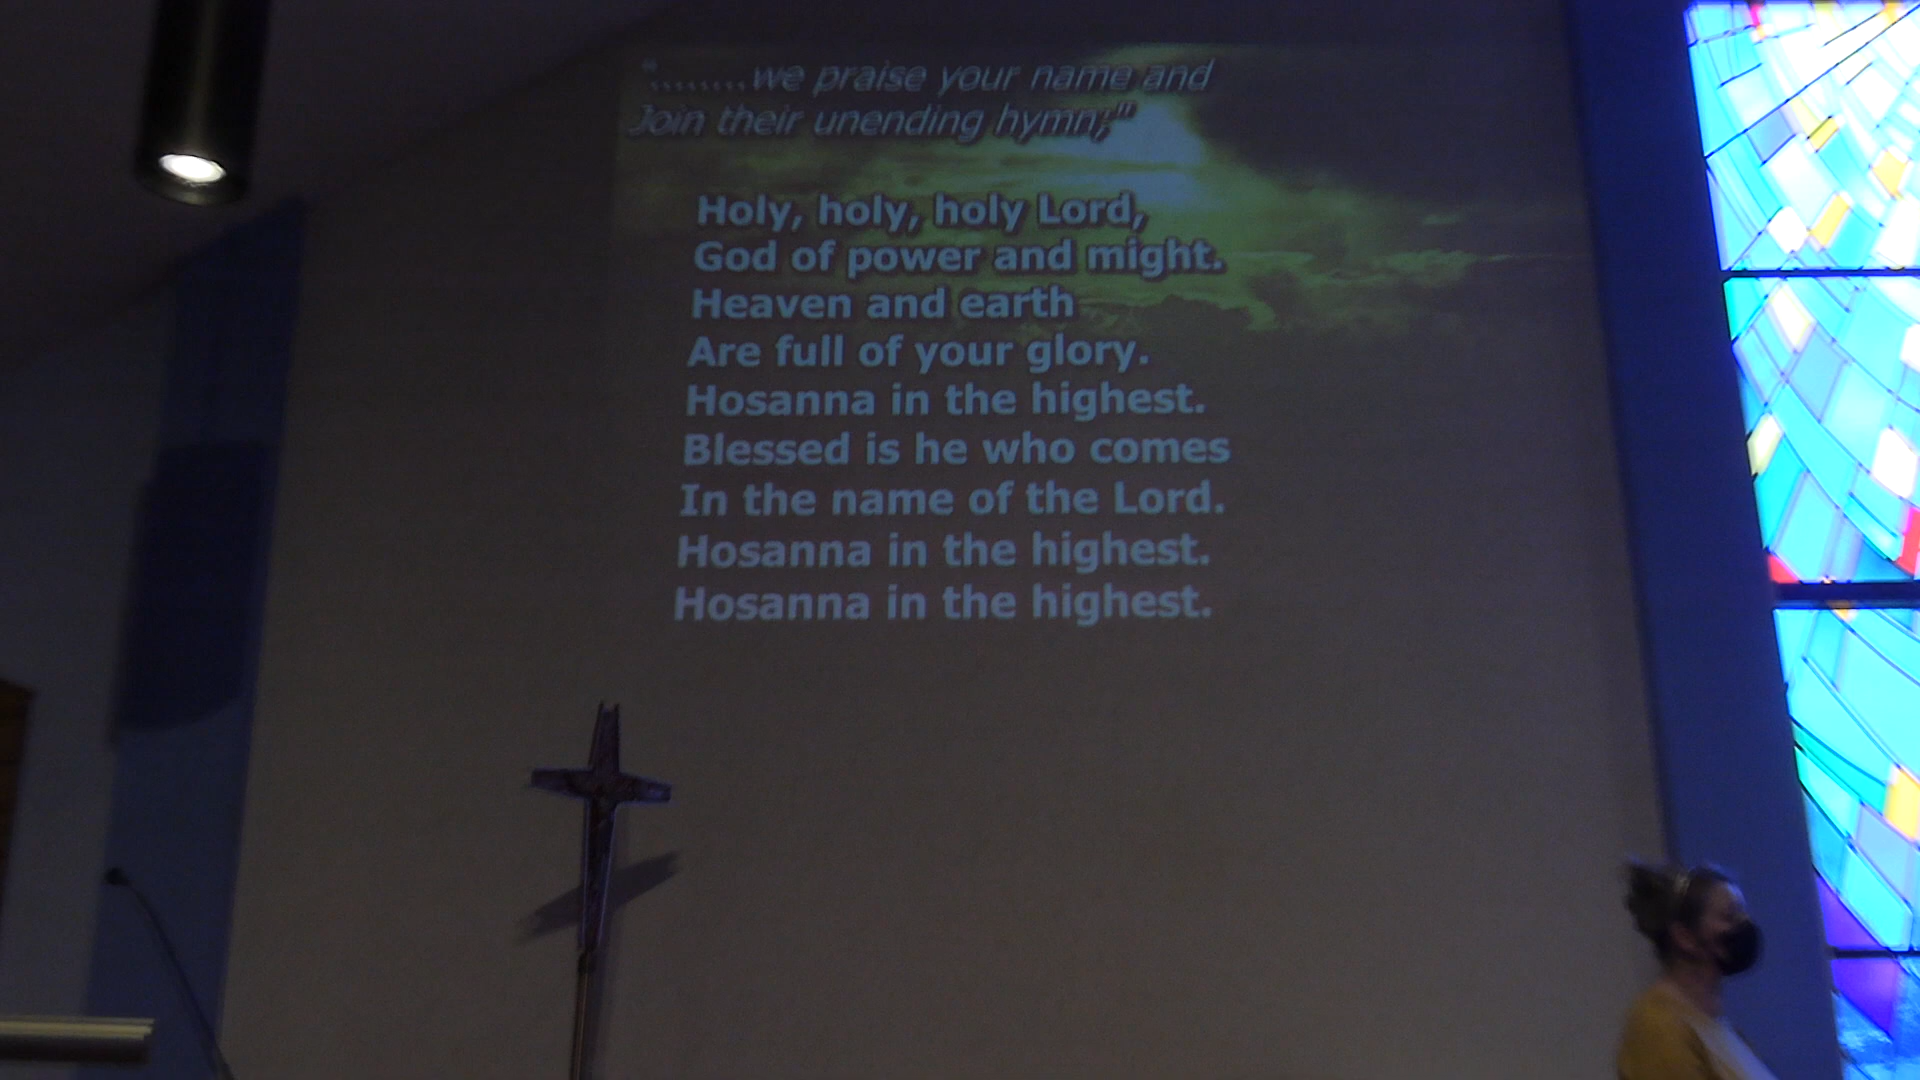 "........we praise your name and
Join their unending hymn;"
Holy, holy, holy Lord,
God of power and might.
Heaven and earth
Are full of your glory.
Hosanna in the highest.
Blessed is he who comes
In the name of the Lord.
Hosanna in the highest.
Hosanna in the highest.